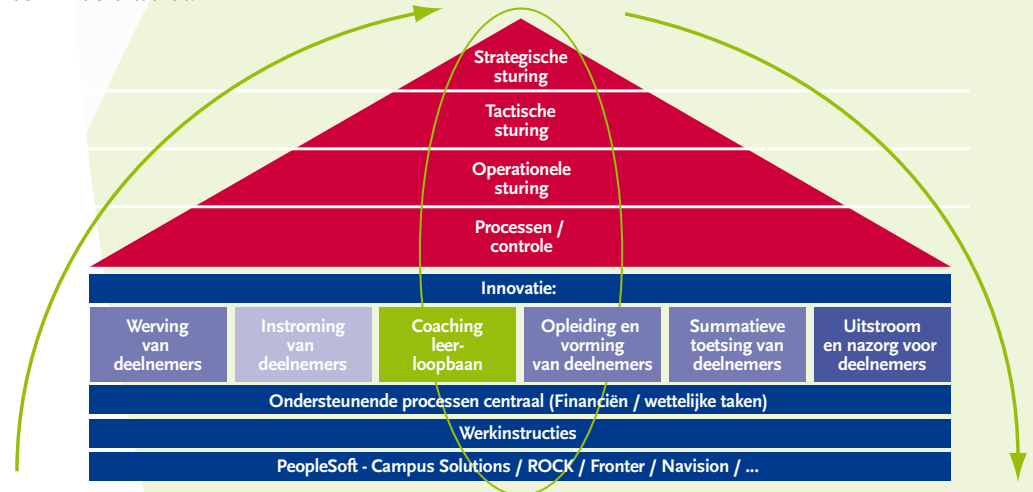 Strategische
sturing
Tactische
sturing
Operationele
sturing
Processen /
controle
Innovatie:
Werving
van
deelnemers
Instroming
van
deelnemers
Coaching
leer-
loopbaan
Opleiding en
vorming
van deelnemers
Summatieve
toetsing van
deelnemers
Uitstroom
en nazorg voor
deelnemers
Ondersteunende processen centraal (Financiën / wettelijke taken)
Werkinstructies
PeopleSoft - Campus Solutions / ROCK / Fronter / Navision / ...